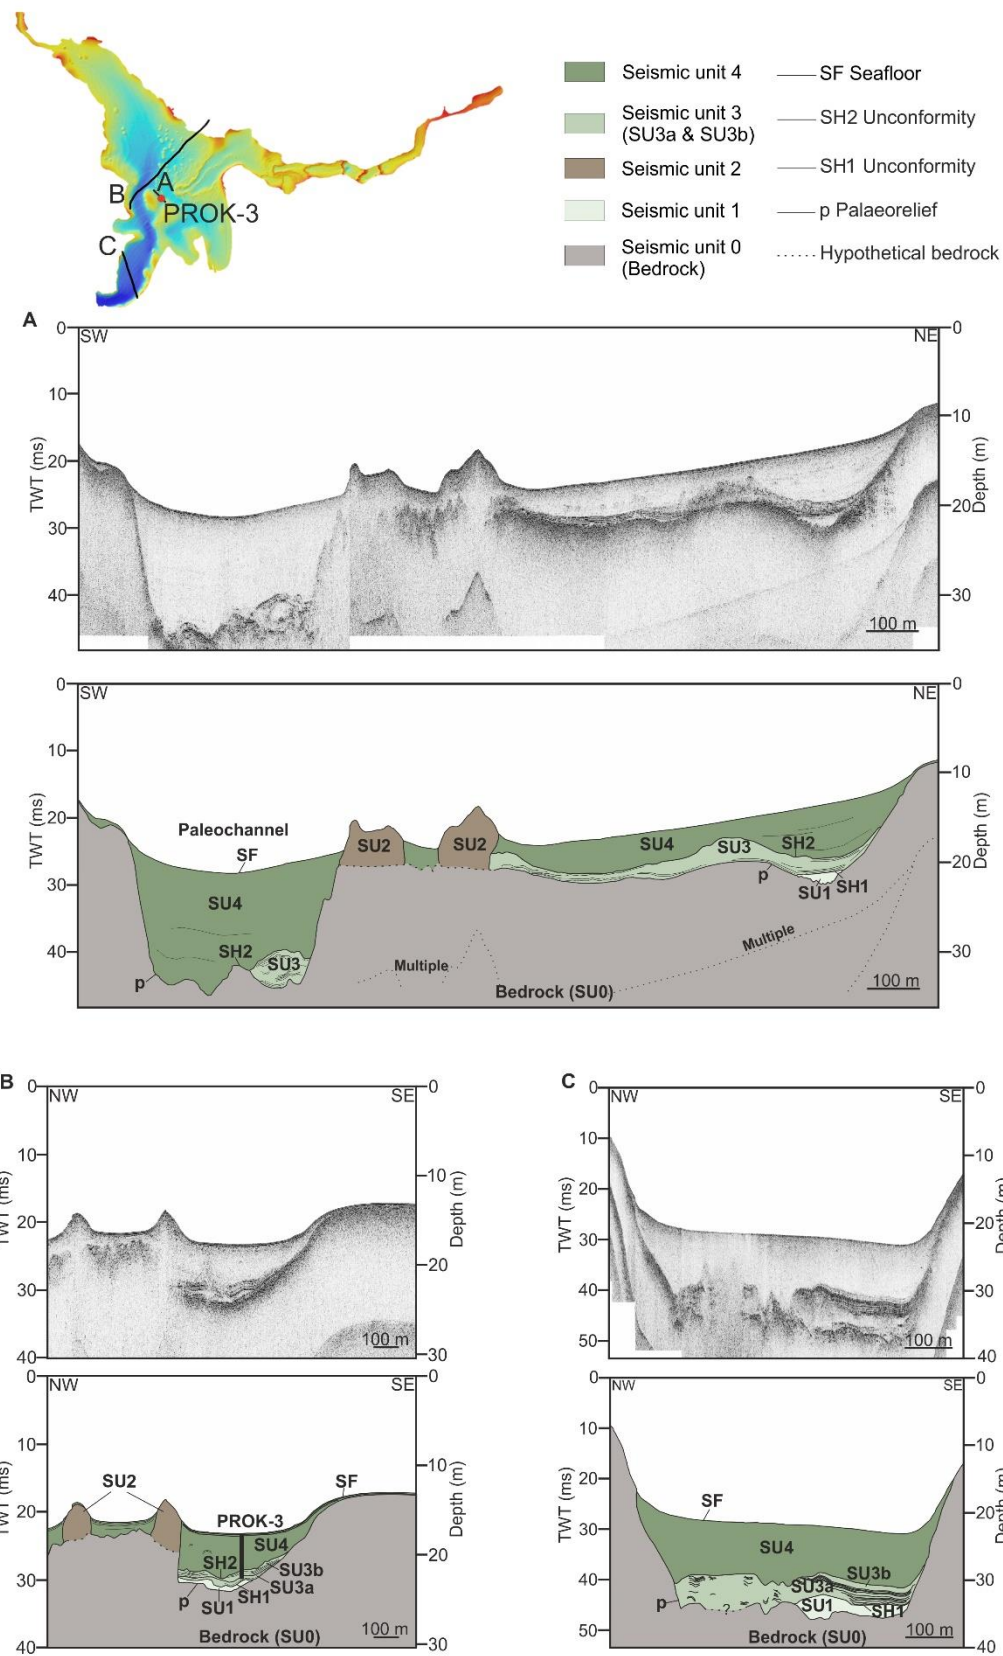 B
A
PROK-3
C
Seismic unit 4
Seismic unit 3
(SU3a & SU3b)
Seismic unit 2
Seismic unit 1
Seismic unit 0
(Bedrock)
SF Seafloor
SH2 Unconformity
SH1 Unconformity
p Palaeorelief
Hypothetical bedrock
A
SW
NE
TWT (ms)
0
10
20
30
40
Depth (m)
0
10
20
30
100 m
SW
NE
TWT (ms)
0
10
20
30
40
Depth (m)
0
10
20
30
Paleochannel
SF
SU2
SU2
SU4
SU3
SH2
p
SU1
SH1
SU4
SH2
SU3
p
Multiple
Multiple
Bedrock (SU0)
100 m
B
NW
SE
TWT (ms)
0
10
20
30
40
Depth (m)
0
10
20
30
100 m
C
NW
SE
TWT (ms)
0
10
20
30
40
50
Depth (m)
0
10
20
30
40
100 m
NW
SE
TWT (ms)
0
10
20
30
40
Depth (m)
0
10
20
30
SU2
SF
PROK-3
SU4
SH2
SU3b
SU3a
SH1
p
SU1
Bedrock (SU0)
100 m
NW
SE
TWT (ms)
0
10
20
30
40
50
Depth (m)
0
10
20
30
40
SF
SU4
SU3b
SU3a
SU1
SH1
p
?
Bedrock (SU0)
100 m